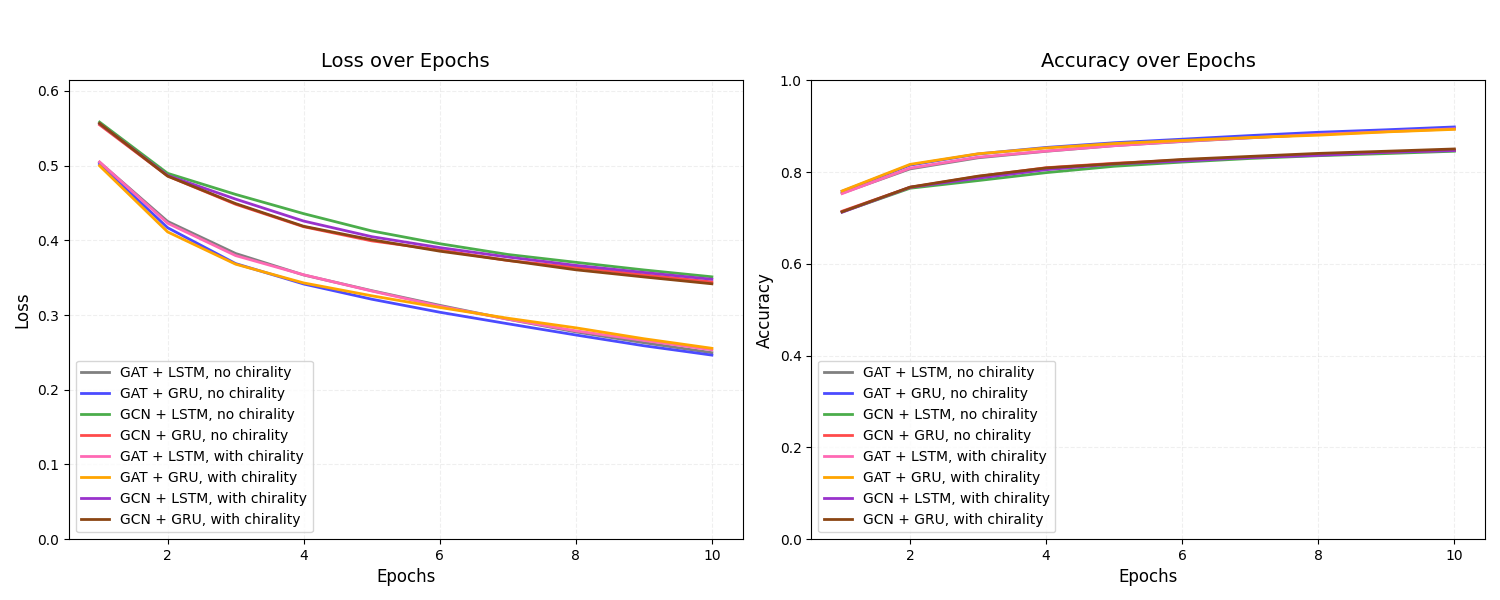 Loss over Epochs
0.6
0.5
0.4
0.3
0.2
0.1
0.0
Loss
GAT + LSTM, no chirality
GAT + GRU, no chirality
GCN + LSTM, no chirality
GCN + GRU, no chirality
GAT + LSTM, with chirality
GAT + GRU, with chirality
GCN + LSTM, with chirality
GCN + GRU, with chirality
2 4 6 8 10
Epochs
Accuracy over Epochs
1.0
0.8
0.6
0.4
0.2
0.0
Accuracy
GAT + LSTM, no chirality
GAT + GRU, no chirality
GCN + LSTM, no chirality
GCN + GRU, no chirality
GAT + LSTM, with chirality
GAT + GRU, with chirality
GCN + LSTM, with chirality
GCN + GRU, with chirality
2 4 6 8 10
Epochs